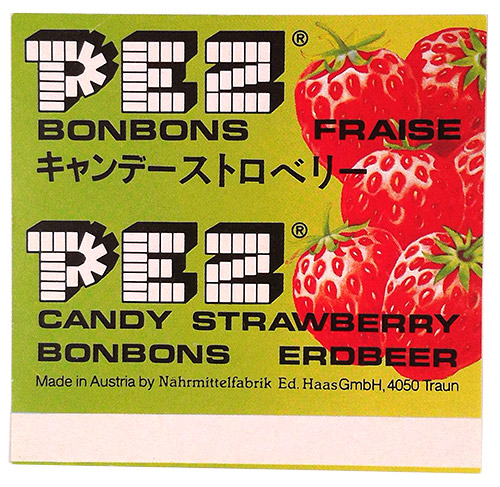 PEZ®
BONBONS FRAISE
キャンデーストロベリー
PEZ®
CANDY STRAWBERRY
BONBONS ERDBEER
Made in Austria by Nährmittelfabrik Ed. Haas GmbH, 4050 Traun